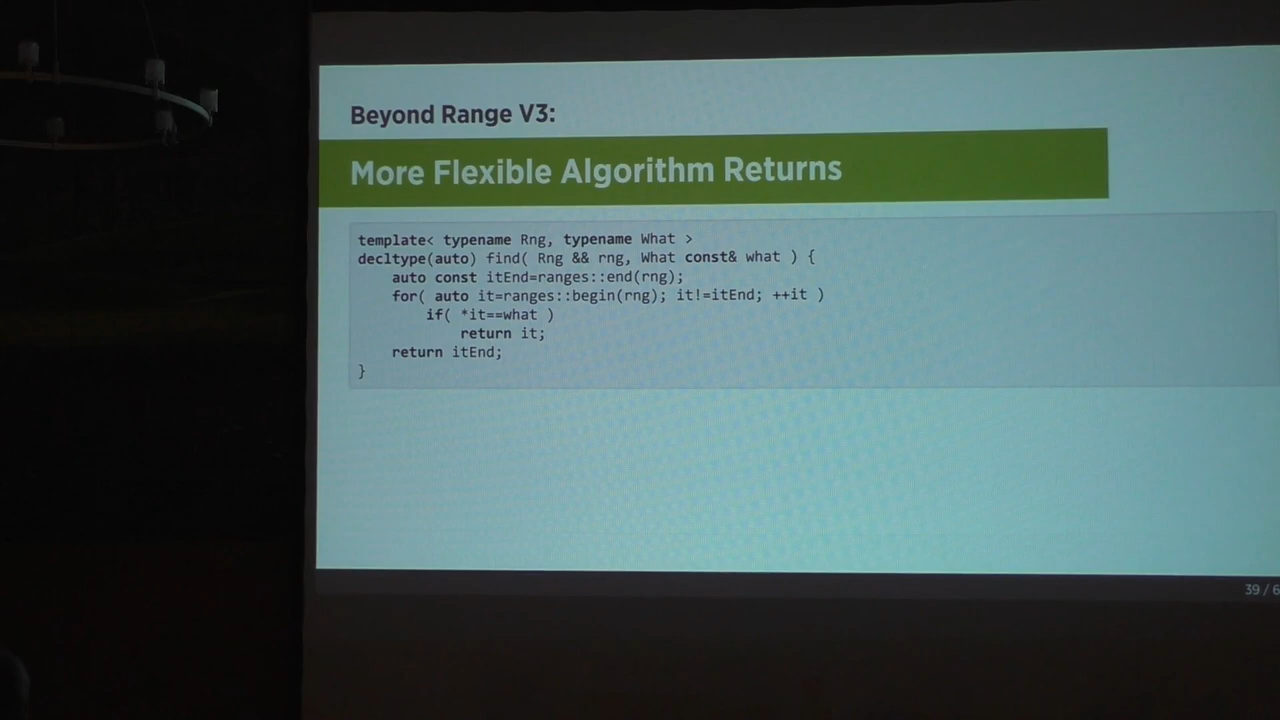 Beyond Range V3:
More Flexible Algorithm Returns
template< typename Rng, typename What >
decltype(auto) find( Rng && rng, What const& what ) {
    auto const itEnd=ranges::end(rng);
    for( auto it=ranges::begin(rng); it!=itEnd; ++it )
        if( *it==what )
            return it;
    return itEnd;
}
39 / 6